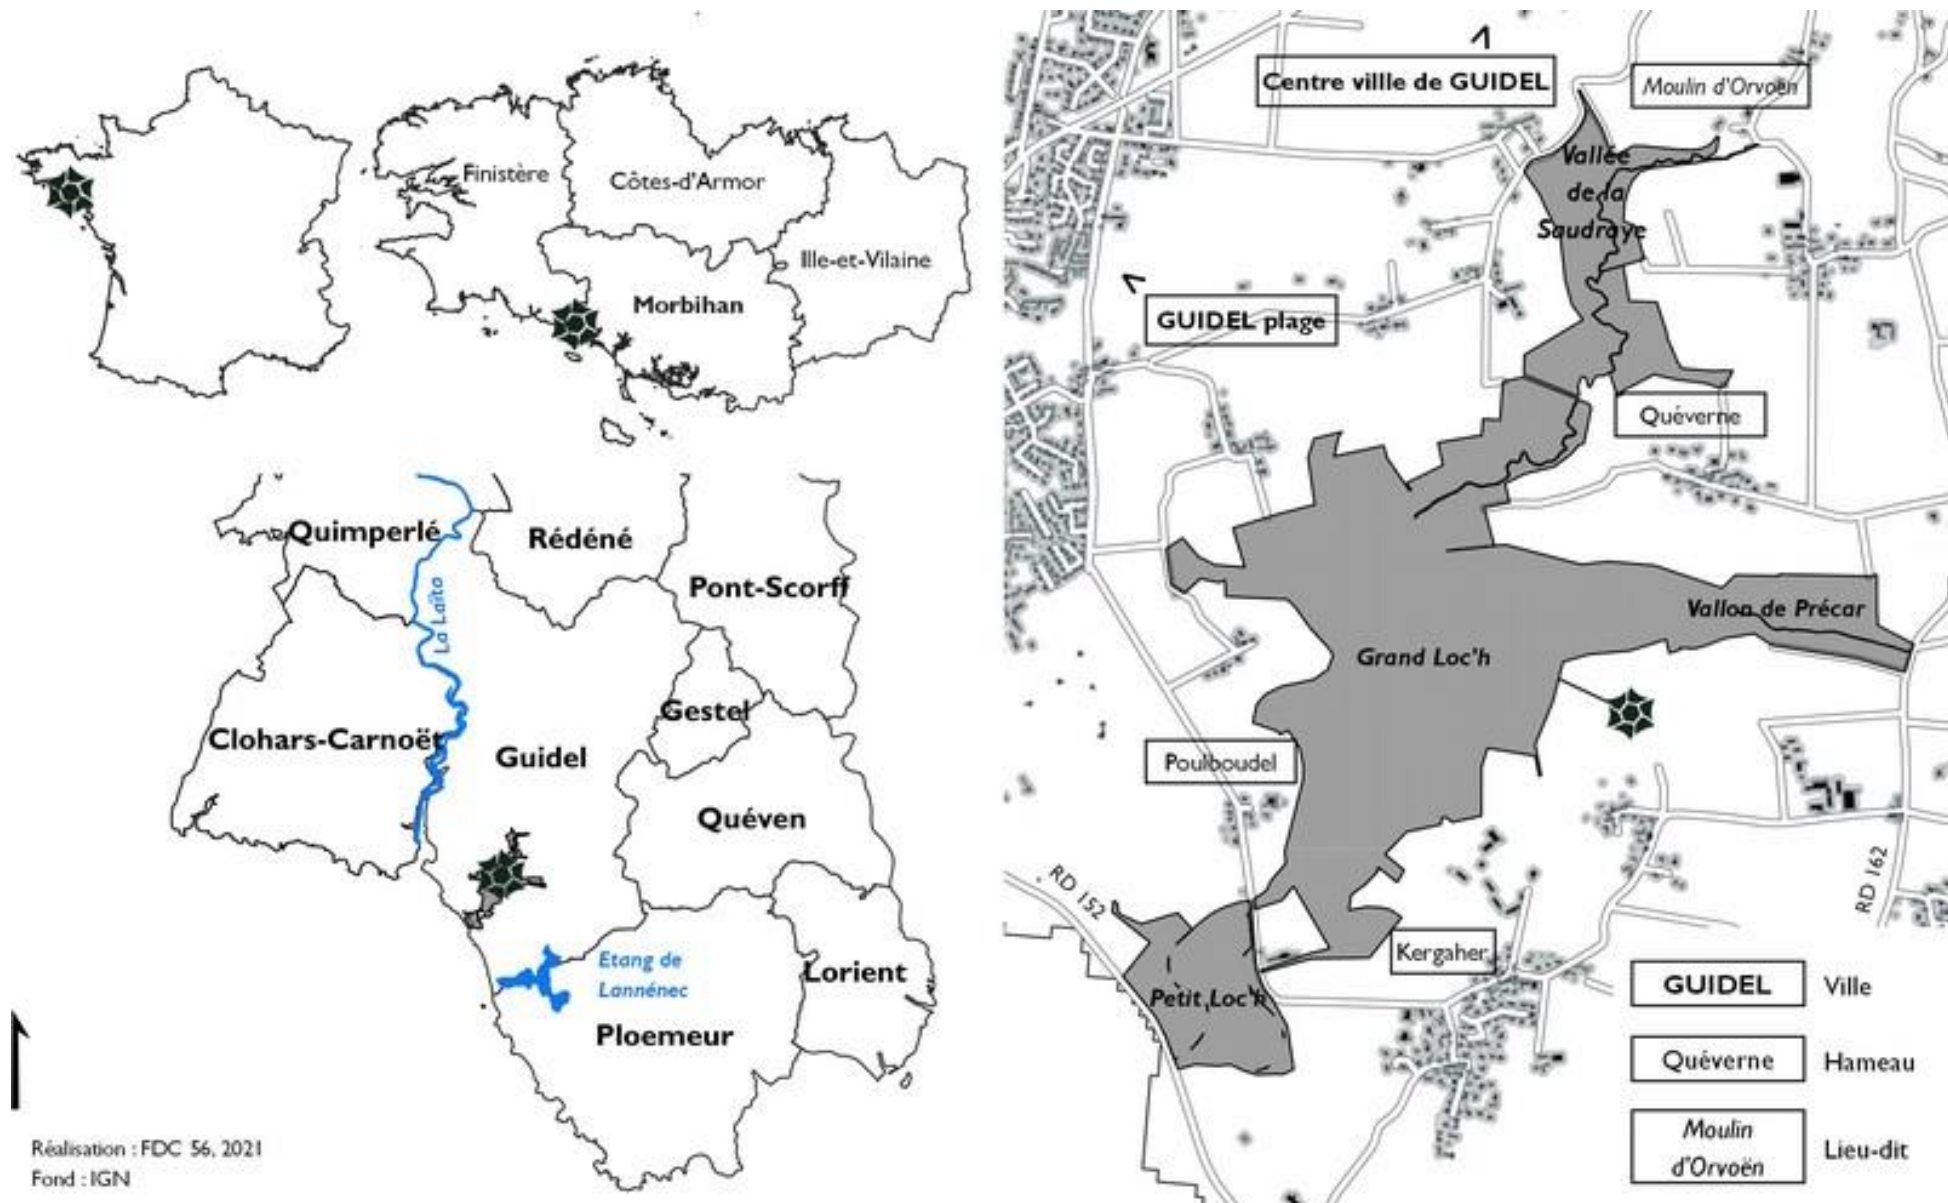 Finistère
Côtes-d'Armor
Ille-et-Vilaine
Morbihan
Quimperlé
Rédéné
Pont-Scorff
La Laïta
Gestel
Clohars-Carnoët
Guidel
Quéven
Etang de
Lannénec
Lorient
Ploemeur
Réalisation : FDC 56, 2021
Fond : IGN
Centre villle de GUIDEL
Moulin d'Orvoën
Vallée
de la
Saudraye
GUIDEL plage
Quéverne
Vallon de Précar
Grand Loc'h
Poulboudel
RD 152
RD 162
Kergaher
Petit Loc'h
GUIDEL Ville
Quéverne Hameau
Moulin
d'Orvoën Lieu-dit